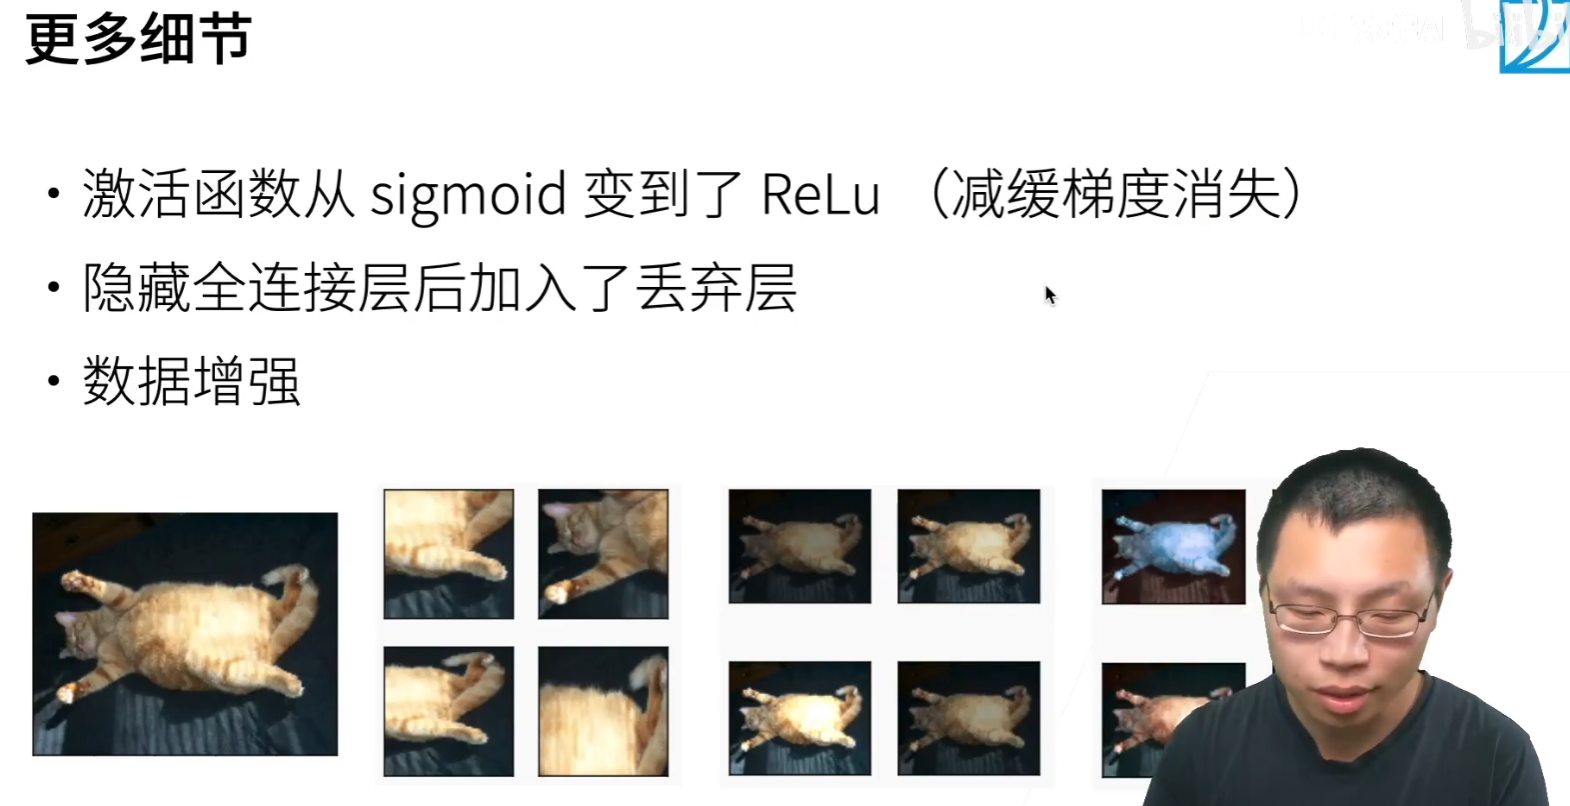 更多细节
• 激活函数从 sigmoid 变到了 ReLu （减缓梯度消失）
• 隐藏全连接层后加入了丢弃层
• 数据增强